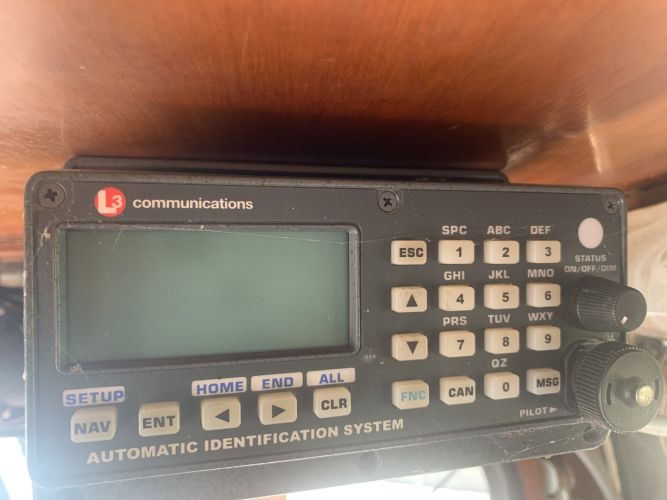 L3 communications
SPC ABC DEF
ESC 1 2 3
STATUS
ON/OFF/DIM
GHI JKL MNO
4 5 6
PRS TUV WXY
7 8 9
QZ
FNC CAN 0 MSG
PILOT
SETUP HOME END ALL
NAV ENT CLR
AUTOMATIC IDENTIFICATION SYSTEM